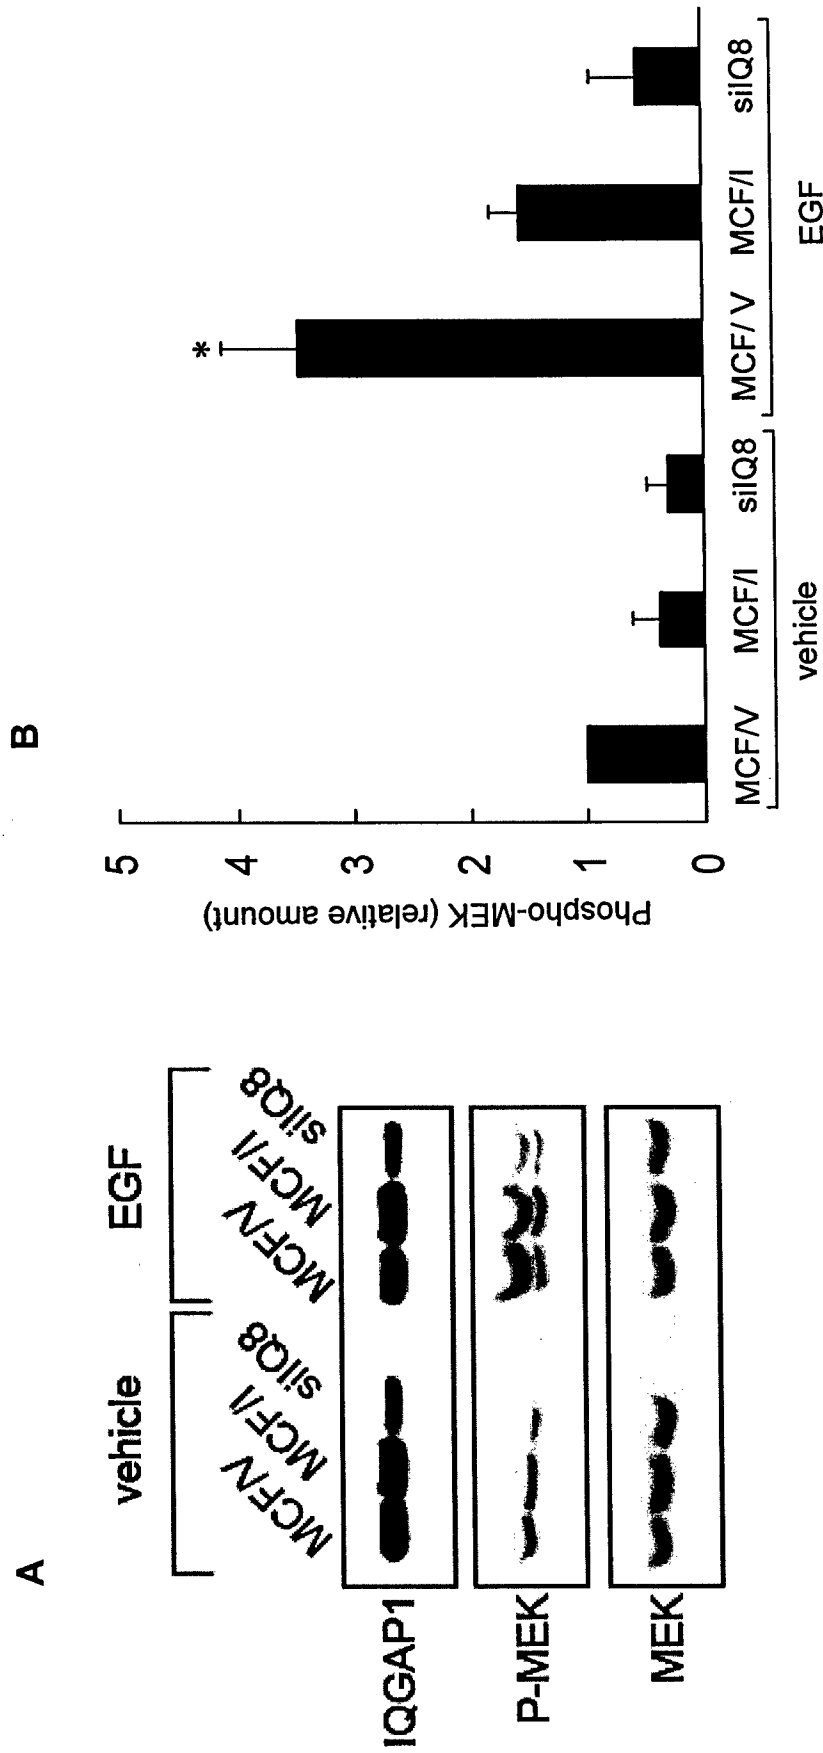 A
vehicle
EGF
MCF/V
MCF/I
siIQ8
MCF/V
MCF/I
siIQ8
IQGAP1
P-MEK
MEK
B
Phospho-MEK (relative amount)
5
4
3
2
1
0
*
MCF/V
MCF/I
siIQ8
MCF/ V
MCF/I
siIQ8
vehicle
EGF